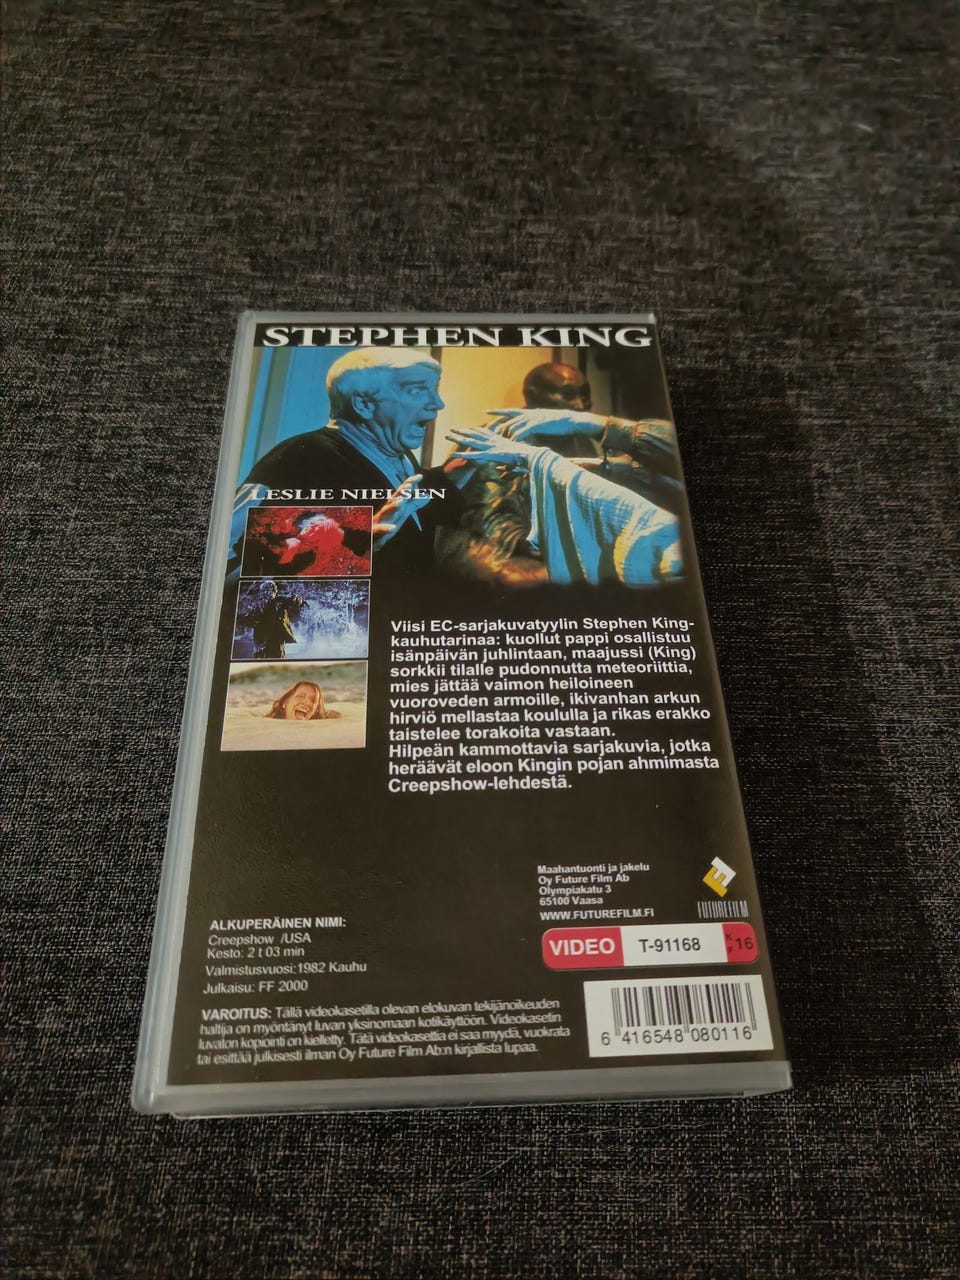 STEPHEN KING
LESLIE NIELSEN
Viisi EC-sarjakuvatyylin Stephen King-
kauhutarinaa: kuollut pappi osallistuu
isänpäivän juhlintaan, maajussi (King)
sorkkii tilalle pudonnutta meteoriittia,
mies jättää vaimon heiloineen
vuoroveden armoille, ikivanhan arkun
hirviö mellastaa koululla ja rikas erakko
taistelee torakoita vastaan.
Hilpeän kammottavia sarjakuvia, jotka
heräävät eloon Kingin pojan ahmimasta
Creepshow-lehdestä.
Maahantuonti ja jakelu
Oy Future Film Ab
Olympiakatu 3
65100 Vaasa
WWW.FUTUREFILM.FI
FUTUREFILM
VIDEO T-91168 K F 16
ALKUPERÄINEN NIMI:
Creepshow /USA
Kesto: 2 t 03 min
Valmistusvuosi:1982 Kauhu
Julkaisu: FF 2000
VAROITUS: Tällä videokasetilla olevan elokuvan tekijänoikeuden
haltija on myöntänyt luvan yksinomaan kotikäyttöön. Videokasetin
luvaton kopiointi on kielletty. Tätä videokasettia ei saa myydä, vuokrata
tai esittää julkisesti ilman Oy Future Film Ab:n kirjallista lupaa.
6 416548 080116